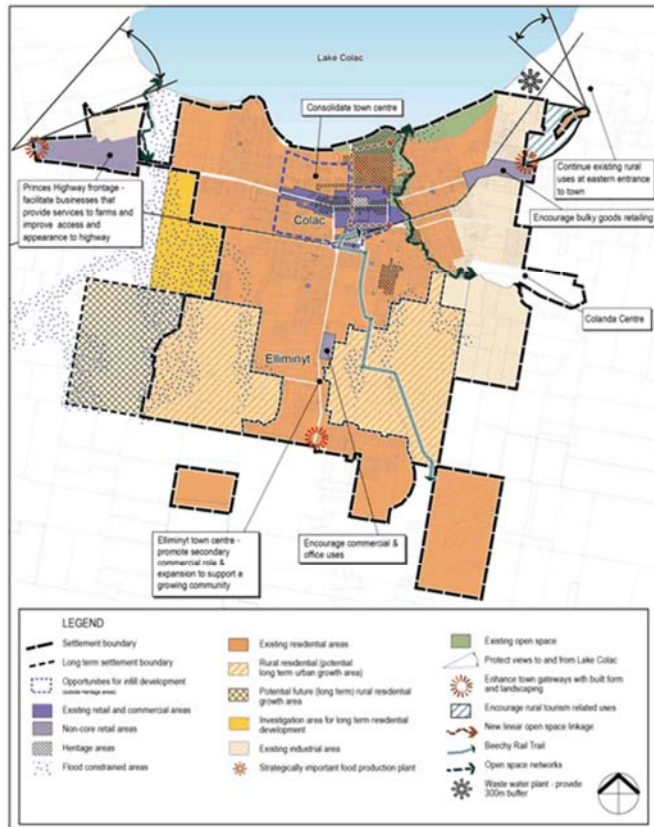 Lake Colac
Consolidate town centre
Continue existing rural
uses at eastern entrance
to town
Princes Highway frontage -
facilitate businesses that
provide services to farms and
improve access and
appearance to highway
Encourage bulky goods retailing
Colac
Colanda Centre
Elliminyt
Elliminyt town centre -
promote secondary
commercial role &
expansion to support a
growing community
Encourage commercial &
office uses
LEGEND
Settlement boundary
Long term settlement boundary
Opportunities for infill development
(outside Heritage areas)
Existing retail and commercial areas
Non-core retail areas
Heritage areas
Flood constrained areas
Existing residential areas
Rural residential (potential
long term urban growth area)
Potential future (long term) rural residential
growth area
Investigation area for long term residential
development
Existing industrial area
Strategically important food production plant
Existing open space
Protect views to and from Lake Colac
Enhance town gateways with built form
and landscaping
Encourage rural tourism related uses
New linear open space linkage
Beechy Rail Trail
Open space networks
Waste water plant - provide
300m buffer